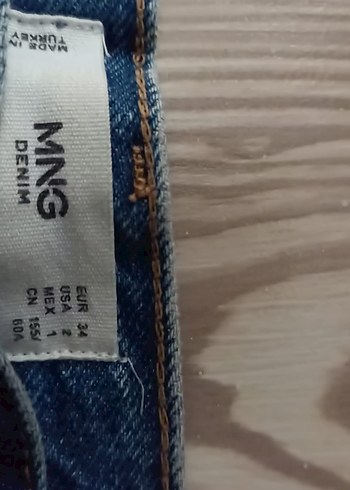 MADE IN
TURKEY
MNG
DENIM
EUR 34
USA 2
MEX 1
CN 155/
60A